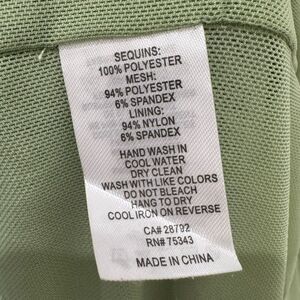 SEQUINS:
100% POLYESTER
MESH:
94% POLYESTER
6% SPANDEX
LINING:
94% NYLON
6% SPANDEX
HAND WASH IN
COOL WATER
DRY CLEAN
WASH WITH LIKE COLORS
DO NOT BLEACH
HANG TO DRY
COOL IRON ON REVERSE
CA# 28792
RN# 75343
MADE IN CHINA